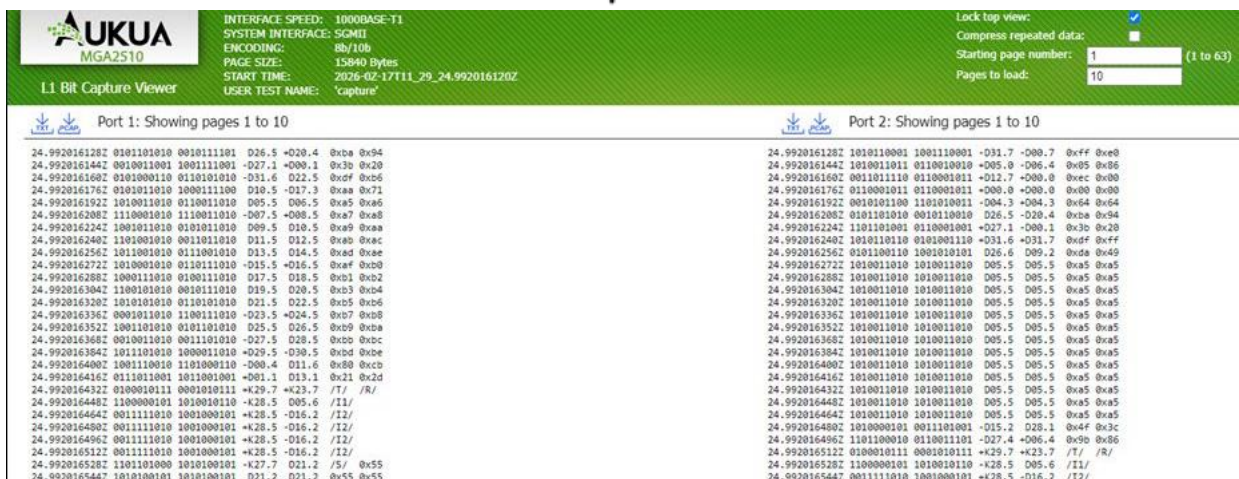 AUKUA
MGA2510
L1 Bit Capture Viewer
INTERFACE SPEED: 1000BASE-T1
SYSTEM INTERFACE: SGMII
ENCODING: 8b/10b
PAGE SIZE: 15840 Bytes
START TIME: 2026-02-17T11_29_24.992016120Z
USER TEST NAME: 'capture'
Lock top view:
Compress repeated data:
Starting page number: 1 (1 to 63)
Pages to load: 10
TXT PCAP Port 1: Showing pages 1 to 10
24.992016128Z 0101101010 0010111101 D26.5 +D20.4 0xba 0x94
24.992016144Z 0010011001 1001111001 -D27.1 +D00.1 0x3b 0x20
24.992016160Z 0101000110 0110101010 -D31.6 D22.5 0xdf 0xb6
24.992016176Z 0101011010 1000111100 D10.5 -D17.3 0xaa 0x71
24.992016192Z 1010011010 0110011010 D05.5 D06.5 0xa5 0xa6
24.992016208Z 1110001010 1110011010 -D07.5 +D08.5 0xa7 0xa8
24.992016224Z 1001011010 0101011010 D09.5 D10.5 0xa9 0xaa
24.992016240Z 1101001010 0011011010 D11.5 D12.5 0xab 0xac
24.992016256Z 1011001010 0111001010 D13.5 D14.5 0xad 0xae
24.992016272Z 1010001010 0110111010 -D15.5 +D16.5 0xaf 0xb0
24.992016288Z 1000111010 0100111010 D17.5 D18.5 0xb1 0xb2
24.992016304Z 1100101010 0010111010 D19.5 D20.5 0xb3 0xb4
24.992016320Z 1010101010 0110101010 D21.5 D22.5 0xb5 0xb6
24.992016336Z 0001011010 1100111010 -D23.5 +D24.5 0xb7 0xb8
24.992016352Z 1001101010 0101101010 D25.5 D26.5 0xb9 0xba
24.992016368Z 0010011010 0011101010 -D27.5 D28.5 0xbb 0xbc
24.992016384Z 1011101010 1000011010 +D29.5 -D30.5 0xbd 0xbe
24.992016400Z 1001110010 1101000110 -D00.4 D11.6 0x80 0xcb
24.992016416Z 0111011001 1011001001 +D01.1 D13.1 0x21 0x2d
24.992016432Z 0100010111 0001010111 +K29.7 +K23.7 /T/ /R/
24.992016448Z 1100000101 1010010110 -K28.5 D05.6 /I1/
24.992016464Z 0011111010 1001000101 +K28.5 -D16.2 /I2/
24.992016480Z 0011111010 1001000101 +K28.5 -D16.2 /I2/
24.992016496Z 0011111010 1001000101 +K28.5 -D16.2 /I2/
24.992016512Z 0011111010 1001000101 +K28.5 -D16.2 /I2/
24.992016528Z 1101101000 1010100101 -K27.7 D21.2 /S/ 0x55
24.992016544Z 1010100101 1010100101 D21.2 D21.2 0x55 0x55
TXT PCAP Port 2: Showing pages 1 to 10
24.992016128Z 1010110001 1001110001 -D31.7 -D00.7 0xff 0xe0
24.992016144Z 1010011011 0110010010 +D05.0 -D06.4 0x05 0x86
24.992016160Z 0011011110 0110001011 +D12.7 +D00.0 0xec 0x00
24.992016176Z 0110001011 0110001011 +D00.0 +D00.0 0x00 0x00
24.992016192Z 0010101100 1101010011 -D04.3 +D04.3 0x64 0x64
24.992016208Z 0101101010 0010110010 D26.5 -D20.4 0xba 0x94
24.992016224Z 1101101001 0110001001 +D27.1 -D00.1 0x3b 0x20
24.992016240Z 1010110110 0101001110 +D31.6 +D31.7 0xdf 0xff
24.992016256Z 0101100110 1001010101 D26.6 D09.2 0xda 0x49
24.992016272Z 1010011010 1010011010 D05.5 D05.5 0xa5 0xa5
24.992016288Z 1010011010 1010011010 D05.5 D05.5 0xa5 0xa5
24.992016304Z 1010011010 1010011010 D05.5 D05.5 0xa5 0xa5
24.992016320Z 1010011010 1010011010 D05.5 D05.5 0xa5 0xa5
24.992016336Z 1010011010 1010011010 D05.5 D05.5 0xa5 0xa5
24.992016352Z 1010011010 1010011010 D05.5 D05.5 0xa5 0xa5
24.992016368Z 1010011010 1010011010 D05.5 D05.5 0xa5 0xa5
24.992016384Z 1010011010 1010011010 D05.5 D05.5 0xa5 0xa5
24.992016400Z 1010011010 1010011010 D05.5 D05.5 0xa5 0xa5
24.992016416Z 1010011010 1010011010 D05.5 D05.5 0xa5 0xa5
24.992016432Z 1010011010 1010011010 D05.5 D05.5 0xa5 0xa5
24.992016448Z 1010011010 1010011010 D05.5 D05.5 0xa5 0xa5
24.992016464Z 1010011010 1010011010 D05.5 D05.5 0xa5 0xa5
24.992016480Z 1010000101 0011101001 -D15.2 D28.1 0x4f 0x3c
24.992016496Z 1101100010 0110011101 -D27.4 +D06.4 0x9b 0x86
24.992016512Z 0100010111 0001010111 +K29.7 +K23.7 /T/ /R/
24.992016528Z 1100000101 1010010110 -K28.5 D05.6 /I1/
24.992016544Z 0011111010 1001000101 +K28.5 -D16.2 /I2/